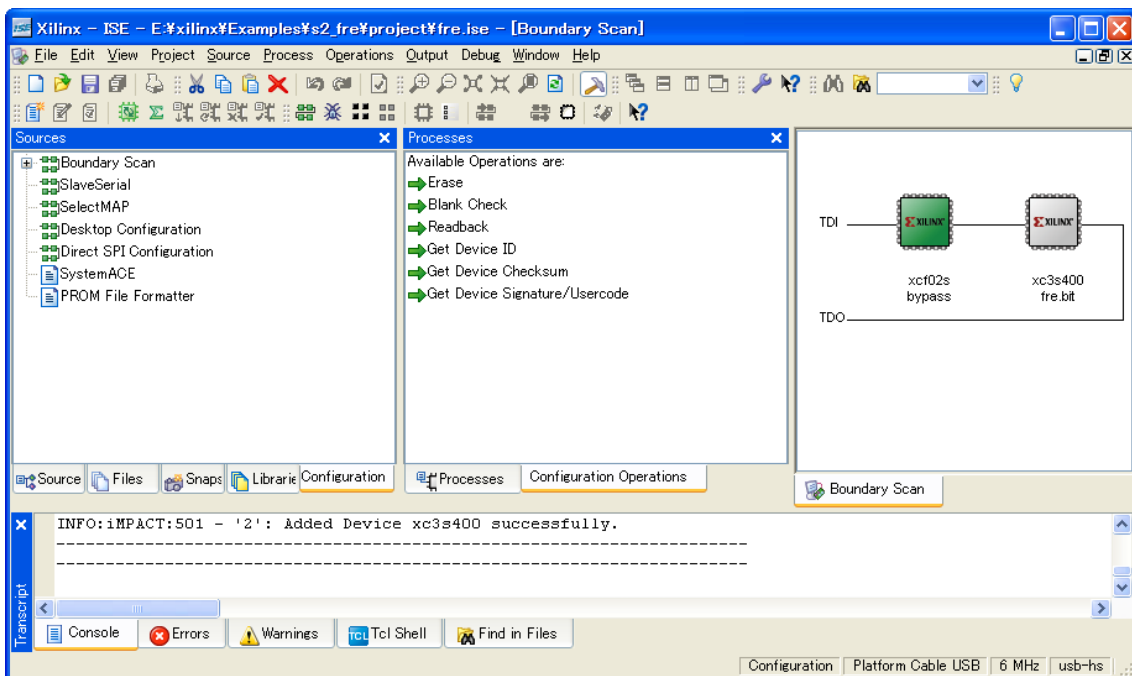 Xilinx - ISE - E:¥xilinx¥Examples¥s2_fre¥project¥fre.ise - [Boundary Scan]
File Edit View Project Source Process Operations Output Debug Window Help
Sources
Boundary Scan
SlaveSerial
SelectMAP
Desktop Configuration
Direct SPI Configuration
SystemACE
PROM File Formatter
Source Files Snaps Librarie Configuration
Processes
Available Operations are:
Erase
Blank Check
Readback
Get Device ID
Get Device Checksum
Get Device Signature/Usercode
Processes Configuration Operations
TDI
XILINX
XILINX
xcf02s
bypass
xc3s400
fre.bit
TDO
Boundary Scan
INFO:iMPACT:501 - '2': Added Device xc3s400 successfully.
----------------------------------------------------------------------
----------------------------------------------------------------------
Transcript
Console Errors Warnings TCL Tcl Shell Find in Files
Configuration Platform Cable USB 6 MHz usb-hs